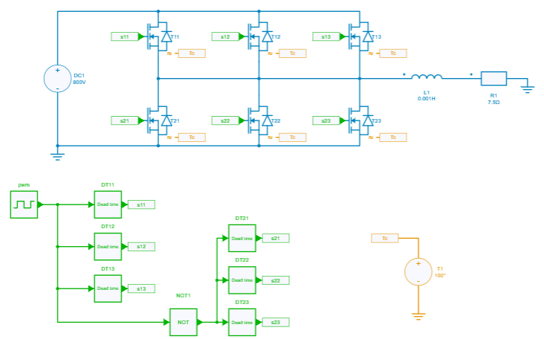 s11
T11
s12
T12
s13
T13
Tc
Tc
Tc
DC1
800V
L1
0.001H
R1
7.5Ω
s21
T21
s22
T22
s23
T23
Tc
Tc
Tc
pwm
DT11
Dead time
s11
DT12
Dead time
s12
DT13
Dead time
s13
DT21
Dead time
s21
DT22
Dead time
s22
NOT1
NOT
DT23
Dead time
s23
Tc
T1